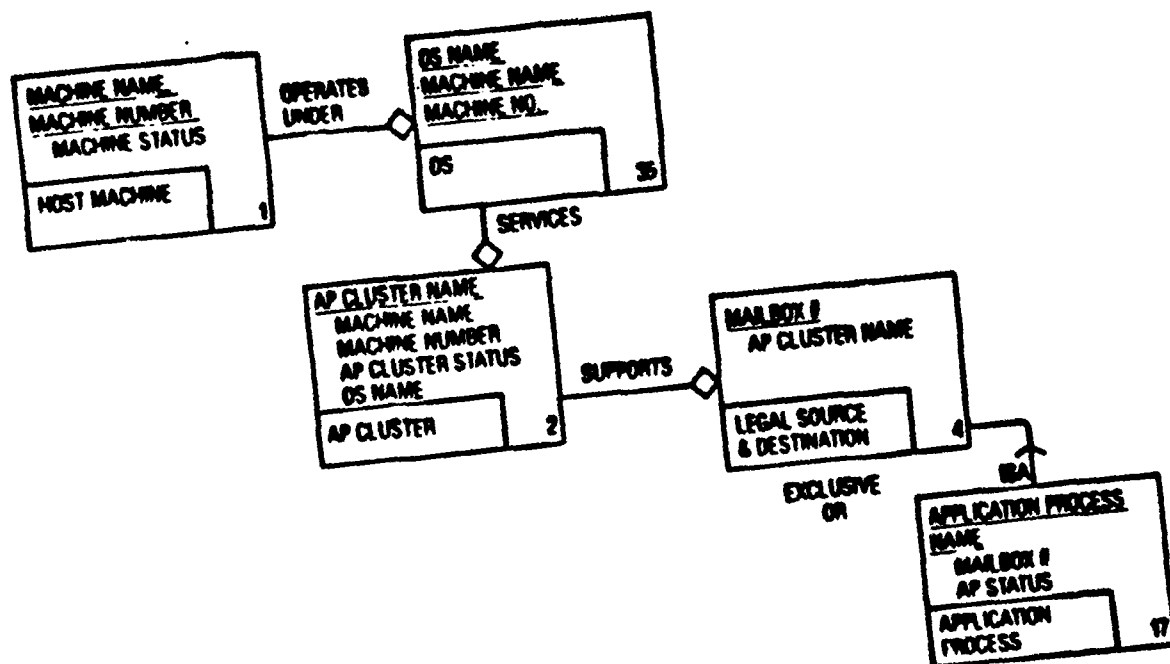 MACHINE NAME
MACHINE NUMBER
MACHINE STATUS
HOST MACHINE
1
OPERATES
UNDER
OS NAME
MACHINE NAME
MACHINE NO.
OS
35
SERVICES
AP CLUSTER NAME
MACHINE NAME
MACHINE NUMBER
AP CLUSTER STATUS
OS NAME
AP CLUSTER
2
SUPPORTS
MAILBOX #
AP CLUSTER NAME
LEGAL SOURCE
& DESTINATION
4
EXCLUSIVE
OR
ISA
APPLICATION PROCESS
NAME
MAILBOX #
AP STATUS
APPLICATION
PROCESS
17